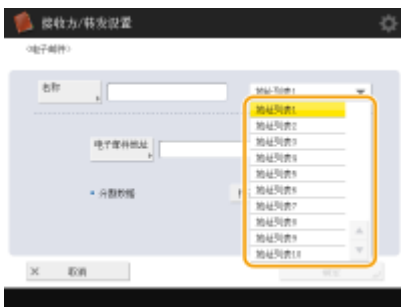 接收方/转发设置
<电子邮件>
名称
地址列表1
地址列表1
地址列表2
地址列表3
电子邮件地址
地址列表4
地址列表5
分割数据
地址列表6
地址列表7
地址列表8
地址列表9
地址列表10
× 取消